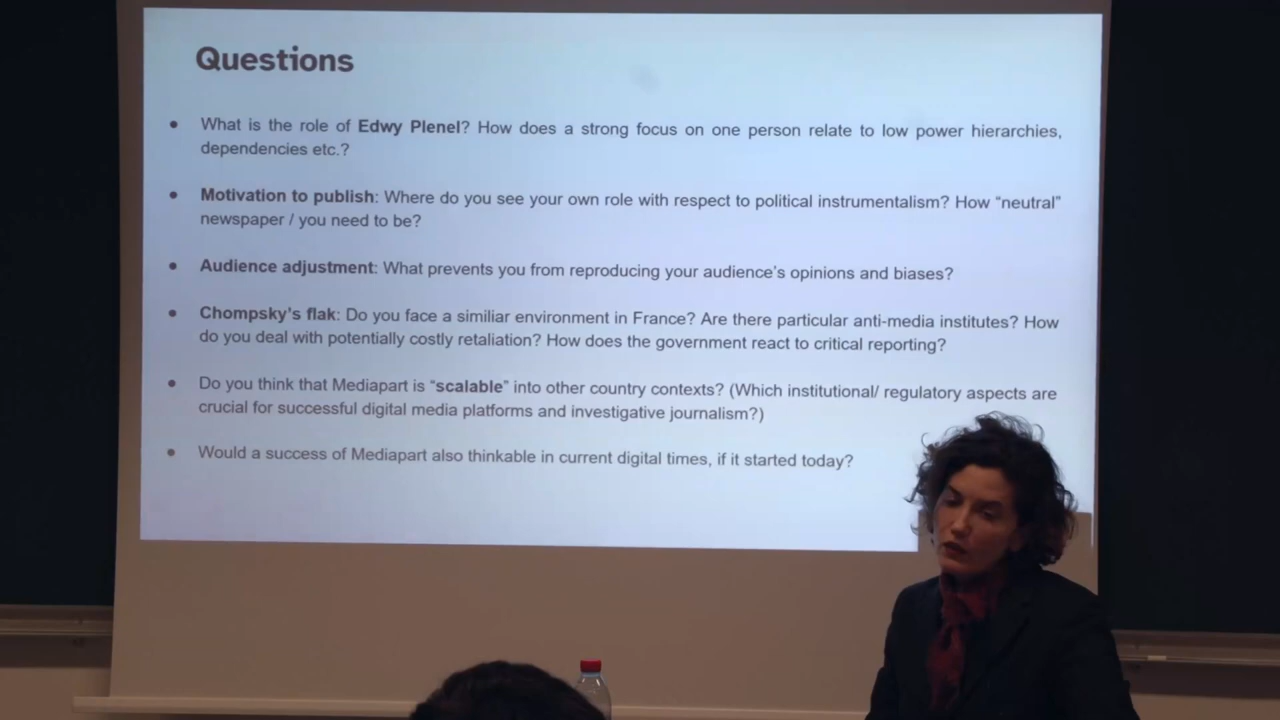 Questions
• What is the role of Edwy Plenel? How does a strong focus on one person relate to low power hierarchies,
dependencies etc.?
• Motivation to publish: Where do you see your own role with respect to political instrumentalism? How “neutral”
newspaper / you need to be?
• Audience adjustment: What prevents you from reproducing your audience’s opinions and biases?
• Chompsky’s flak: Do you face a similiar environment in France? Are there particular anti-media institutes? How
do you deal with potentially costly retaliation? How does the government react to critical reporting?
• Do you think that Mediapart is “scalable” into other country contexts? (Which institutional/ regulatory aspects are
crucial for successful digital media platforms and investigative journalism?)
• Would a success of Mediapart also thinkable in current digital times, if it started today?